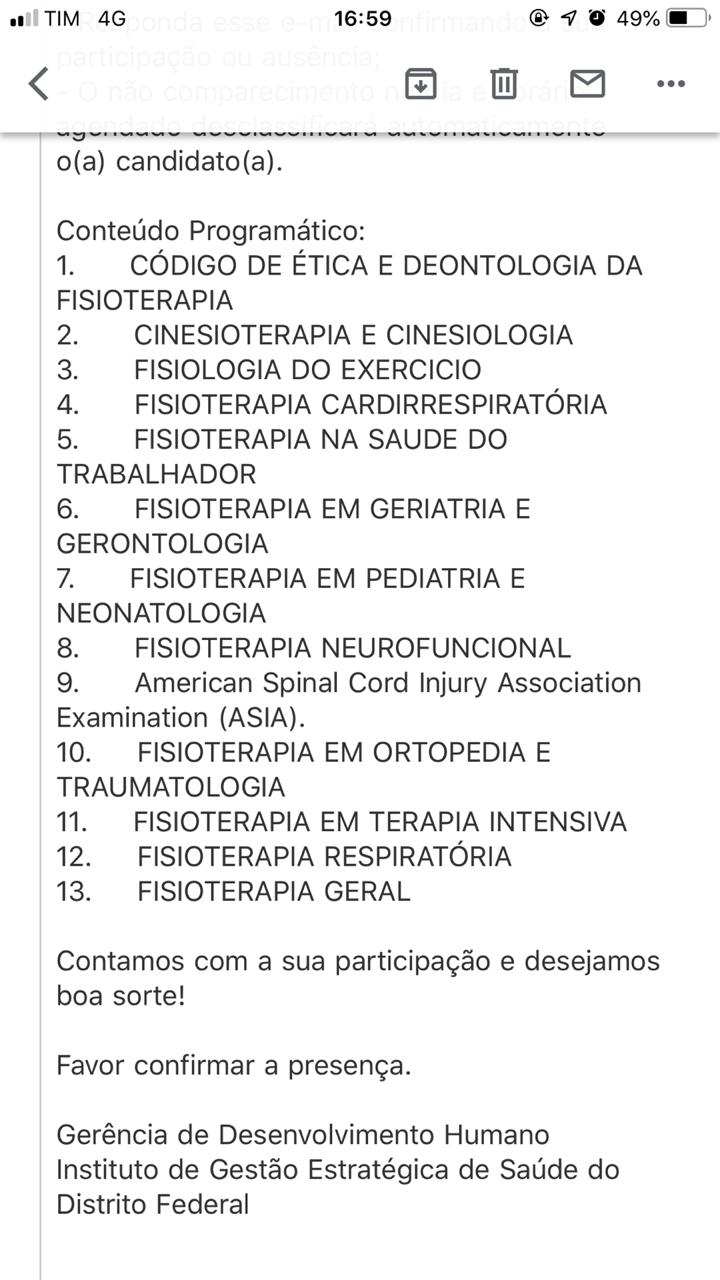 TIM 4G 16:59 49%
Responda esse e-mail confirmando a sua
participação ou ausência;
- O não comparecimento no dia e horário
agendado desclassificará automaticamente
o(a) candidato(a).
Conteúdo Programático:
1. CÓDIGO DE ÉTICA E DEONTOLOGIA DA
FISIOTERAPIA
2. CINESIOTERAPIA E CINESIOLOGIA
3. FISIOLOGIA DO EXERCICIO
4. FISIOTERAPIA CARDIRRESPIRATÓRIA
5. FISIOTERAPIA NA SAUDE DO
TRABALHADOR
6. FISIOTERAPIA EM GERIATRIA E
GERONTOLOGIA
7. FISIOTERAPIA EM PEDIATRIA E
NEONATOLOGIA
8. FISIOTERAPIA NEUROFUNCIONAL
9. American Spinal Cord Injury Association
Examination (ASIA).
10. FISIOTERAPIA EM ORTOPEDIA E
TRAUMATOLOGIA
11. FISIOTERAPIA EM TERAPIA INTENSIVA
12. FISIOTERAPIA RESPIRATÓRIA
13. FISIOTERAPIA GERAL
Contamos com a sua participação e desejamos
boa sorte!
Favor confirmar a presença.
Gerência de Desenvolvimento Humano
Instituto de Gestão Estratégica de Saúde do
Distrito Federal